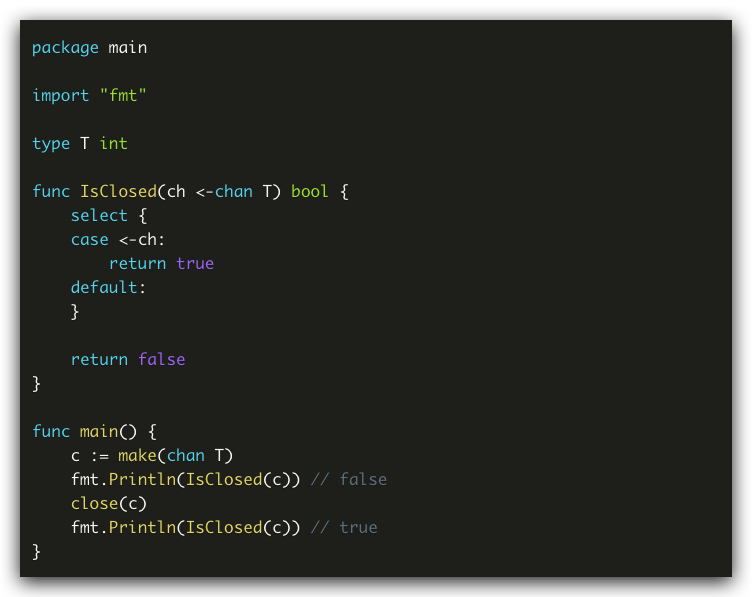 package main
import "fmt"
type T int
func IsClosed(ch <-chan T) bool {
    select {
    case <-ch:
        return true
    default:
    }
    return false
}
func main() {
    c := make(chan T)
    fmt.Println(IsClosed(c)) // false
    close(c)
    fmt.Println(IsClosed(c)) // true
}